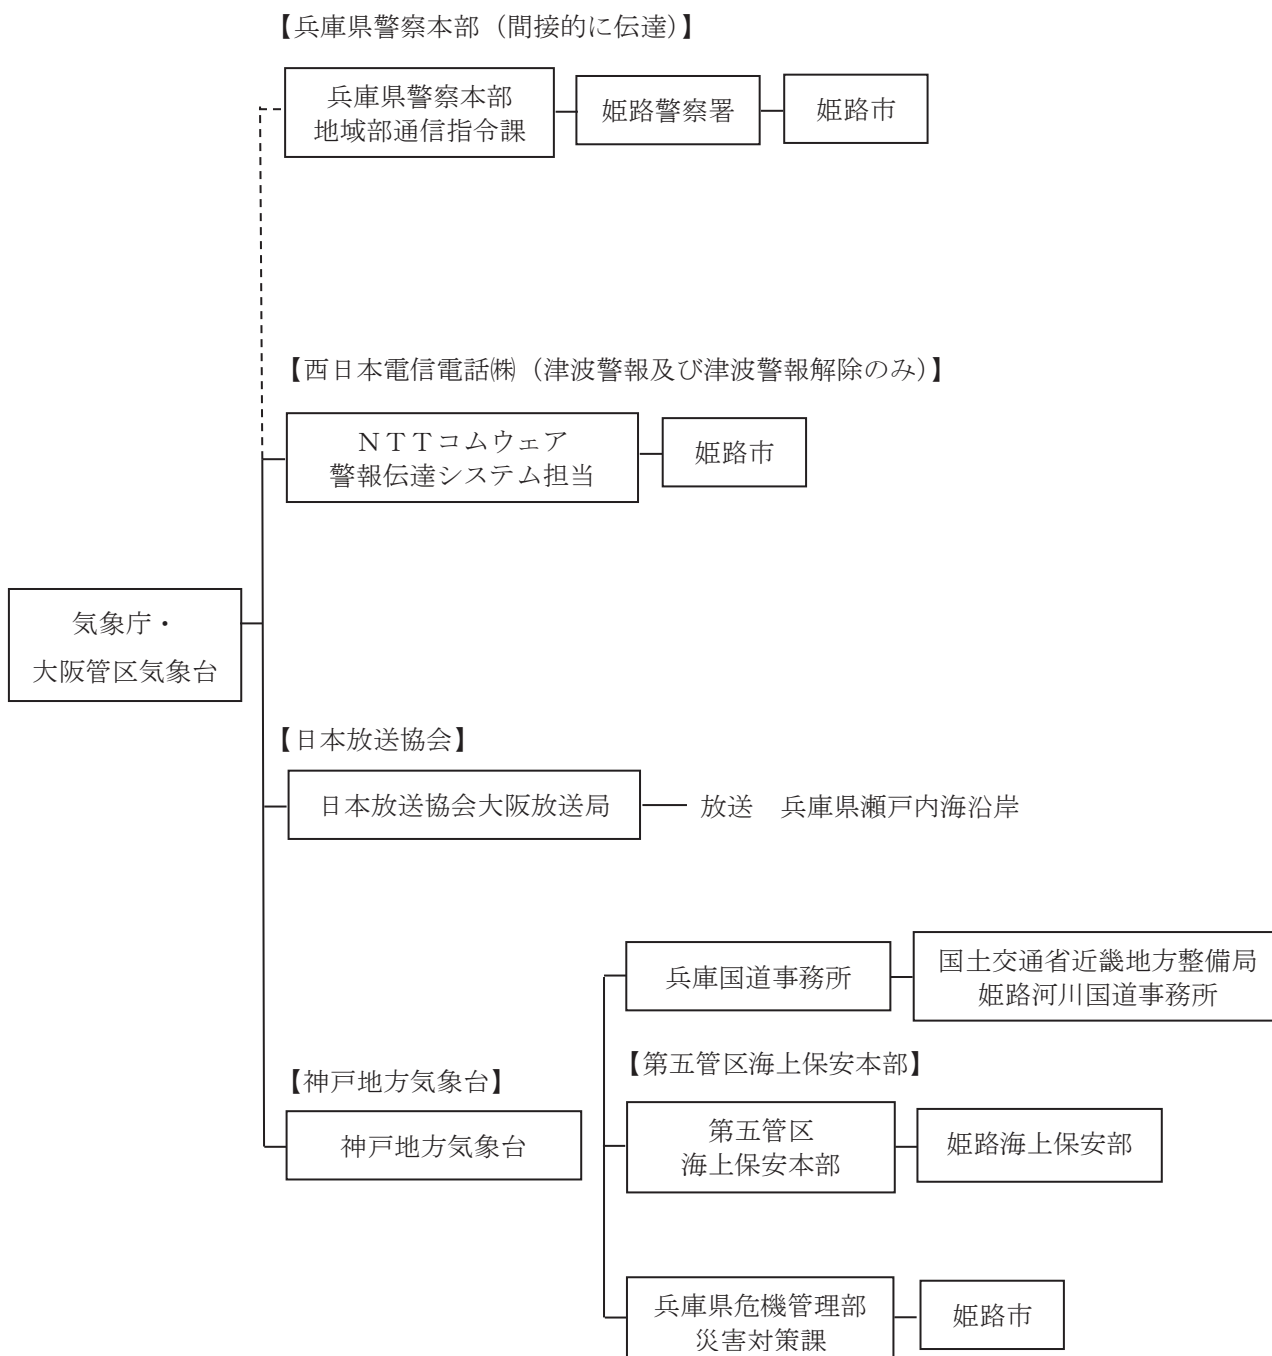 【兵庫県警察本部（間接的に伝達）】
兵庫県警察本部
地域部通信指令課
姫路警察署
姫路市
【西日本電信電話㈱（津波警報及び津波警報解除のみ）】
ＮＴＴコムウェア
警報伝達システム担当
姫路市
気象庁・
大阪管区気象台
【日本放送協会】
日本放送協会大阪放送局
放送　兵庫県瀬戸内海沿岸
兵庫国道事務所
国土交通省近畿地方整備局
姫路河川国道事務所
【神戸地方気象台】
神戸地方気象台
【第五管区海上保安本部】
第五管区
海上保安本部
姫路海上保安部
兵庫県危機管理部
災害対策課
姫路市